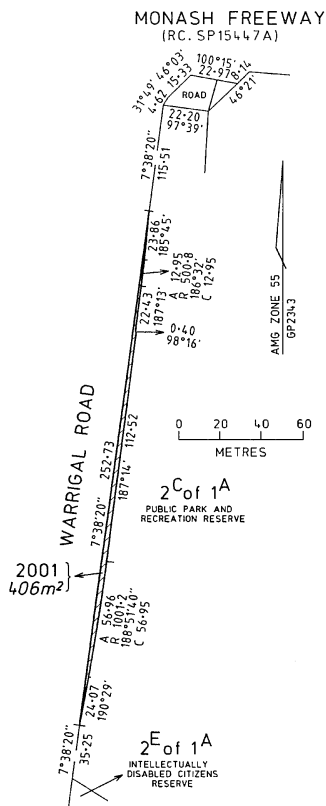 MONASH FREEWAY
(RC. SP15447A)
100°15'
22·97
8·14
46°21'
31°49'
46°03'
4·62
15·33
ROAD
22·20
97°39'
7°38'20"
115·51
23·86
185°45'
A 12·95
R 500·8
186°32'
C 12·95
22·43
187°13'
0·40
98°16'
AMG ZONE 55
GP2343
0 20 40 60
METRES
WARRIGAL ROAD
252·73
7°38'20"
112·52
187°14'
2C of 1A
PUBLIC PARK AND
RECREATION RESERVE
2001
406m²
A 56·96
R 1001·2
188°51'40"
C 56·95
24·07
190°29'
7°38'20"
35·25
2E of 1A
INTELLECTUALLY
DISABLED CITIZENS
RESERVE